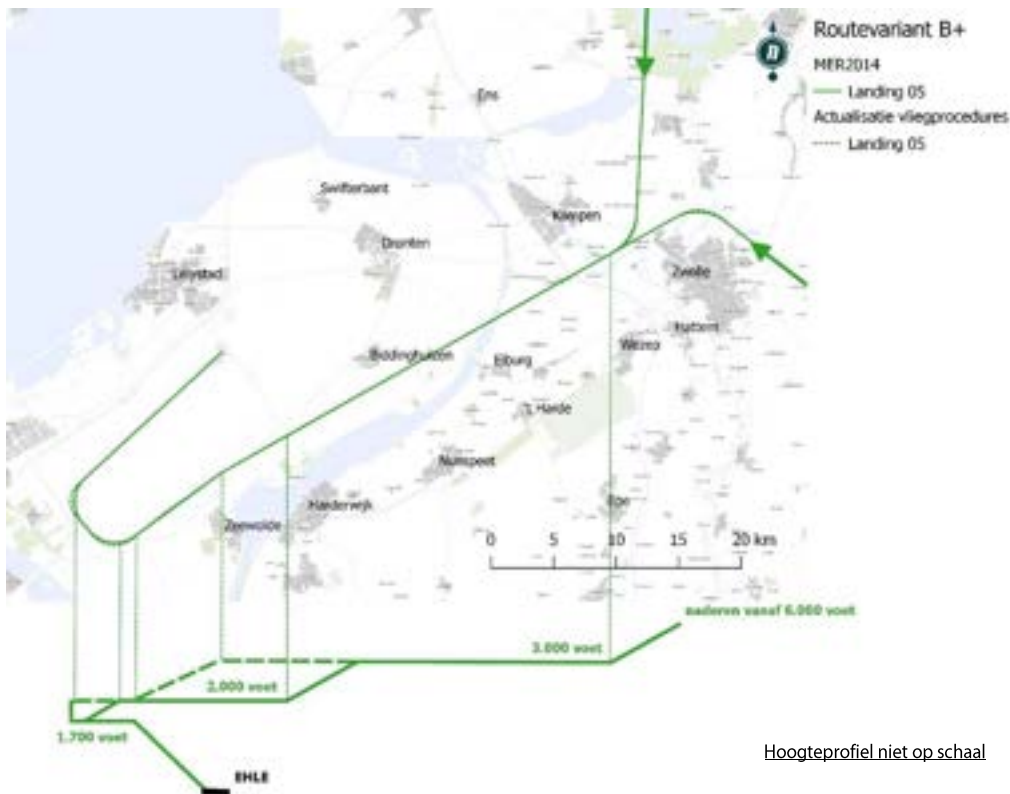 Routevariant B+
MER2014
Landing 05
Actualisatie vliegprocedures
Landing 05
Ens
Swifterbant
Kampen
Dronten
Lelystad
Zwolle
Hattem
Wezep
Biddinghuizen
Elburg
't Harde
Nunspeet
Epe
Harderwijk
Zeewolde
0 5 10 15 20 km
naderen vanaf 6.000 voet
3.000 voet
2.000 voet
1.700 voet
EHLE
Hoogteprofiel niet op schaal